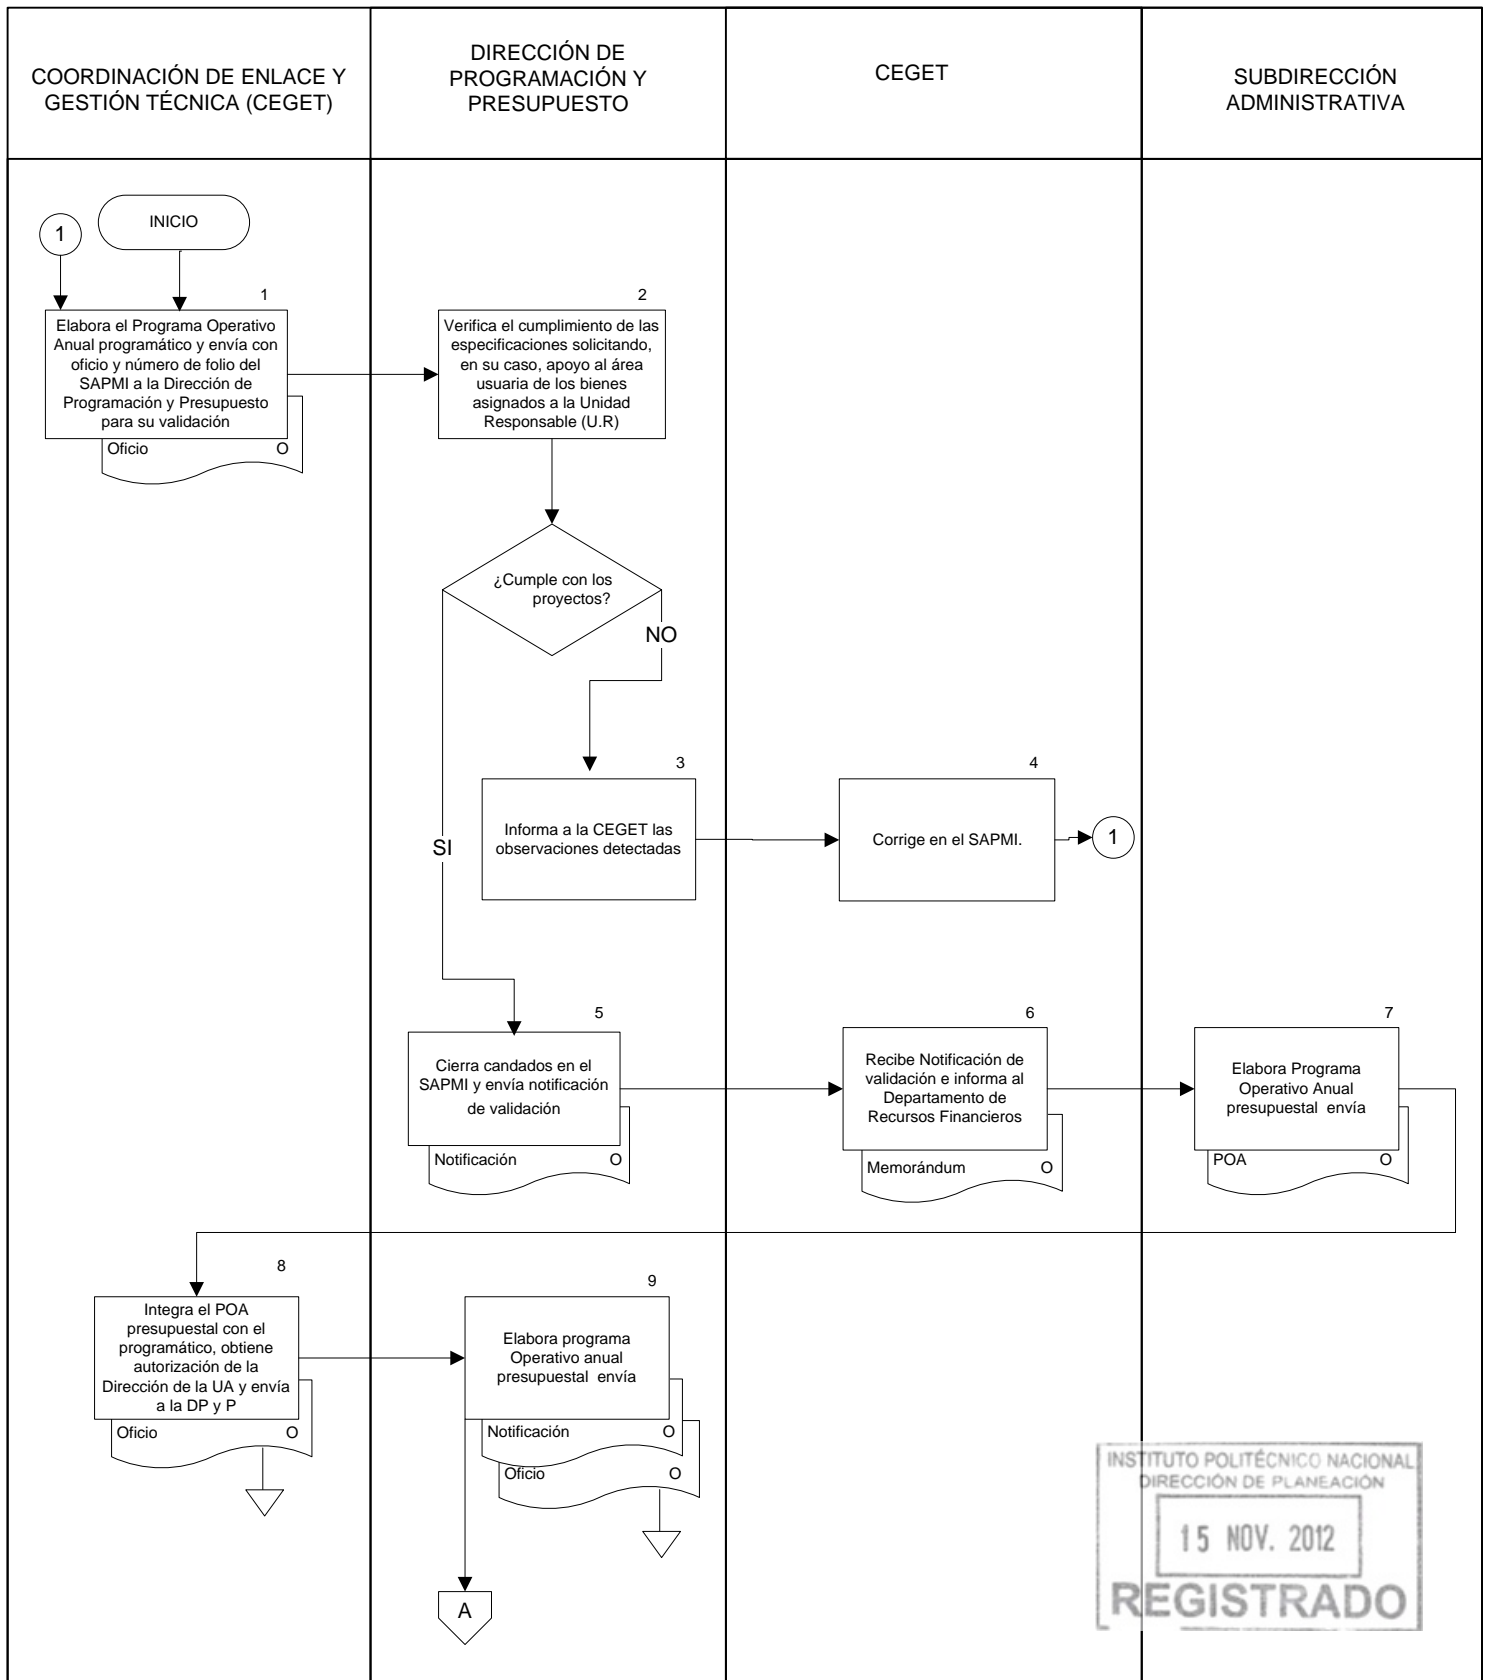 COORDINACIÓN DE ENLACE Y
GESTIÓN TÉCNICA (CEGET)
DIRECCIÓN DE
PROGRAMACIÓN Y
PRESUPUESTO
CEGET
SUBDIRECCIÓN
ADMINISTRATIVA
1
INICIO
1
Elabora el Programa Operativo
Anual programático y envía con
oficio y número de folio del
SAPMI a la Dirección de
Programación y Presupuesto
para su validación
Oficio O
2
Verifica el cumplimiento de las
especificaciones solicitando,
en su caso, apoyo al área
usuaria de los bienes
asignados a la Unidad
Responsable (U.R)
¿Cumple con los
proyectos?
NO
SI
3
Informa a la CEGET las
observaciones detectadas
4
Corrige en el SAPMI.
1
5
Cierra candados en el
SAPMI y envía notificación
de validación
Notificación O
6
Recibe Notificación de
validación e informa al
Departamento de
Recursos Financieros
Memorándum O
7
Elabora Programa
Operativo Anual
presupuestal envía
POA O
8
Integra el POA
presupuestal con el
programático, obtiene
autorización de la
Dirección de la UA y envía
a la DP y P
Oficio O
9
Elabora programa
Operativo anual
presupuestal envía
Notificación O
Oficio O
A
INSTITUTO POLITÉCNICO NACIONAL
DIRECCIÓN DE PLANEACIÓN
15 NOV. 2012
REGISTRADO